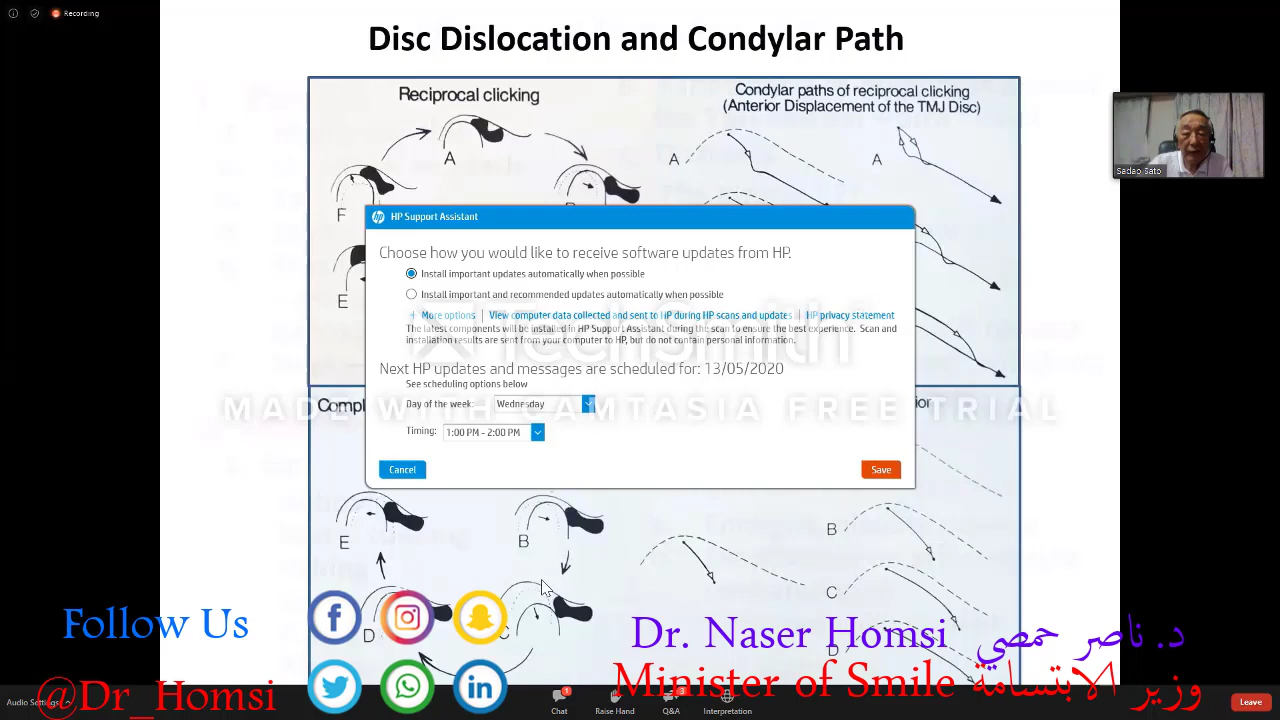 Recording
Disc Dislocation and Condylar Path
Reciprocal clicking
Condylar paths of reciprocal clicking
(Anterior Displacement of the TMJ Disc)
A
A
A
F
E
Sadao Sato
HP Support Assistant
Choose how you would like to receive software updates from HP.
Install important updates automatically when possible
Install important and recommended updates automatically when possible
+ More options | View computer data collected and sent to HP during HP scans and updates | HP privacy statement
The latest components will be installed in HP Support Assistant during the scan to ensure the best experience. Scan and
installation results are sent from your computer to HP, but do not contain personal information.
TechSmith
Next HP updates and messages are scheduled for: 13/05/2020
See scheduling options below
Day of the week: Wednesday
MADE WITH CAMTASIA FREE TRIAL
Timing: 1:00 PM - 2:00 PM
Cancel
Save
E
B
B
C
D
C
D
Follow Us
Dr. Naser Homsi د. ناصر حمصي
@Dr_Homsi
Minister of Smile وزير الابتسامة
Audio Settings
Chat 1
Raise Hand
Q&A 3
Interpretation
Leave